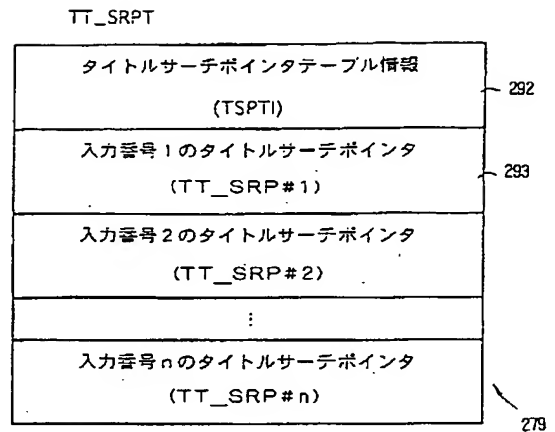 TT_SRPT
タイトルサーチポインタテーブル情報
(TSPTI)
292
入力番号1のタイトルサーチポインタ
(TT_SRP#1)
293
入力番号2のタイトルサーチポインタ
(TT_SRP#2)
⋮
入力番号nのタイトルサーチポインタ
(TT_SRP#n)
279